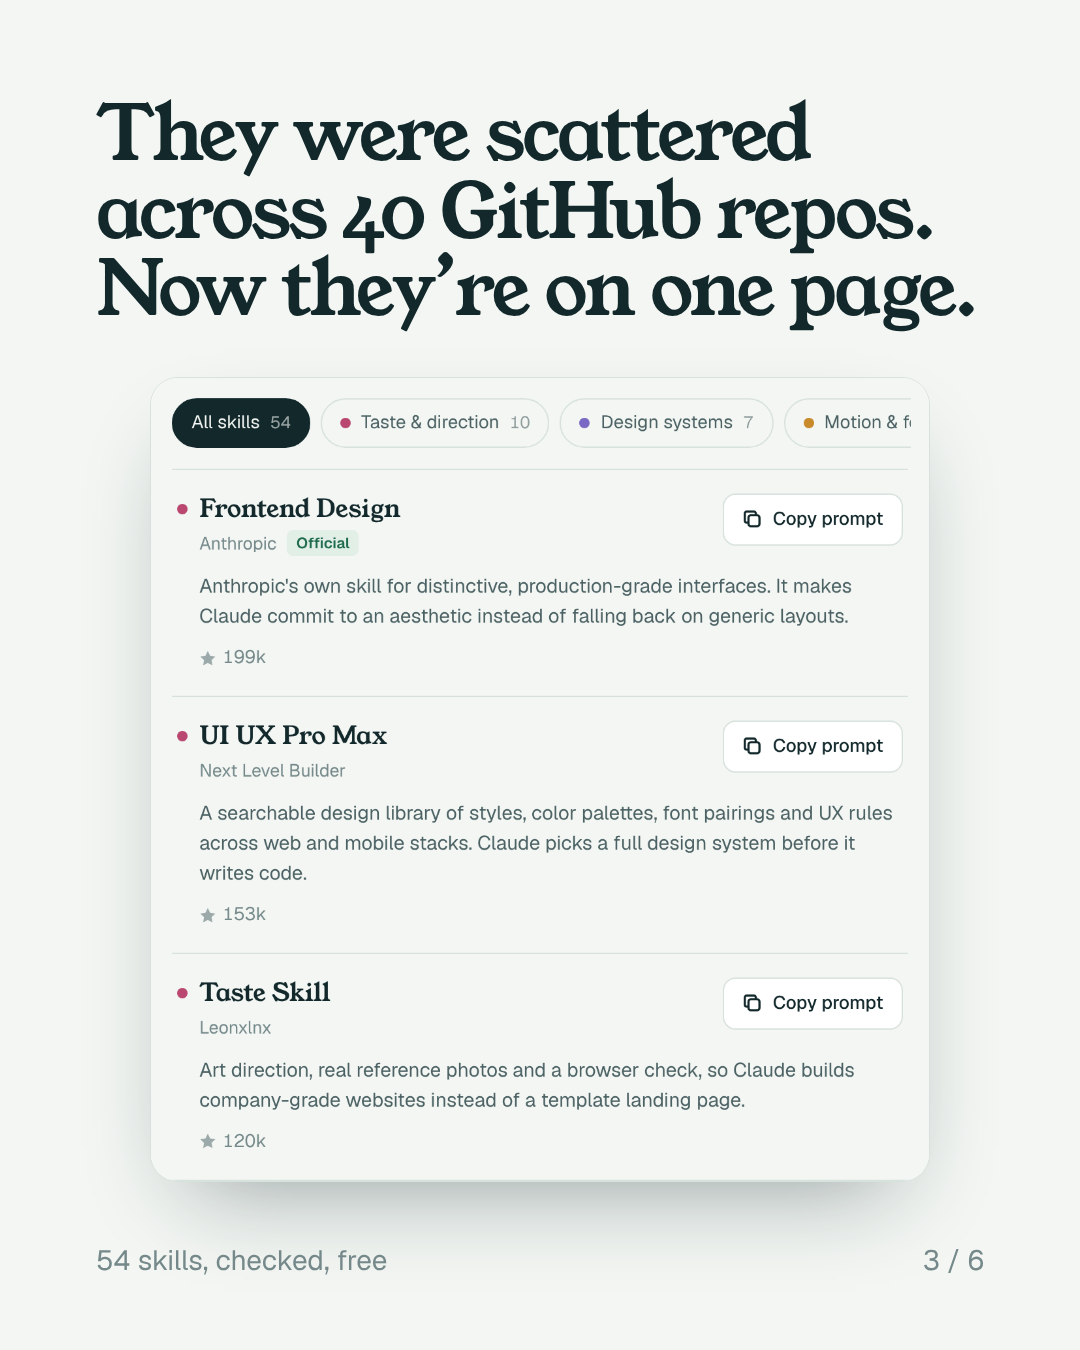 They were scattered
across 40 GitHub repos.
Now they’re on one page.
All skills 54
Taste & direction 10
Design systems 7
Motion &
Frontend Design
Copy prompt
Anthropic Official
Anthropic's own skill for distinctive, production-grade interfaces. It makes
Claude commit to an aesthetic instead of falling back on generic layouts.
199k
UI UX Pro Max
Copy prompt
Next Level Builder
A searchable design library of styles, color palettes, font pairings and UX rules
across web and mobile stacks. Claude picks a full design system before it
writes code.
153k
Taste Skill
Copy prompt
Leonxlnx
Art direction, real reference photos and a browser check, so Claude builds
company-grade websites instead of a template landing page.
120k
54 skills, checked, free
3 / 6